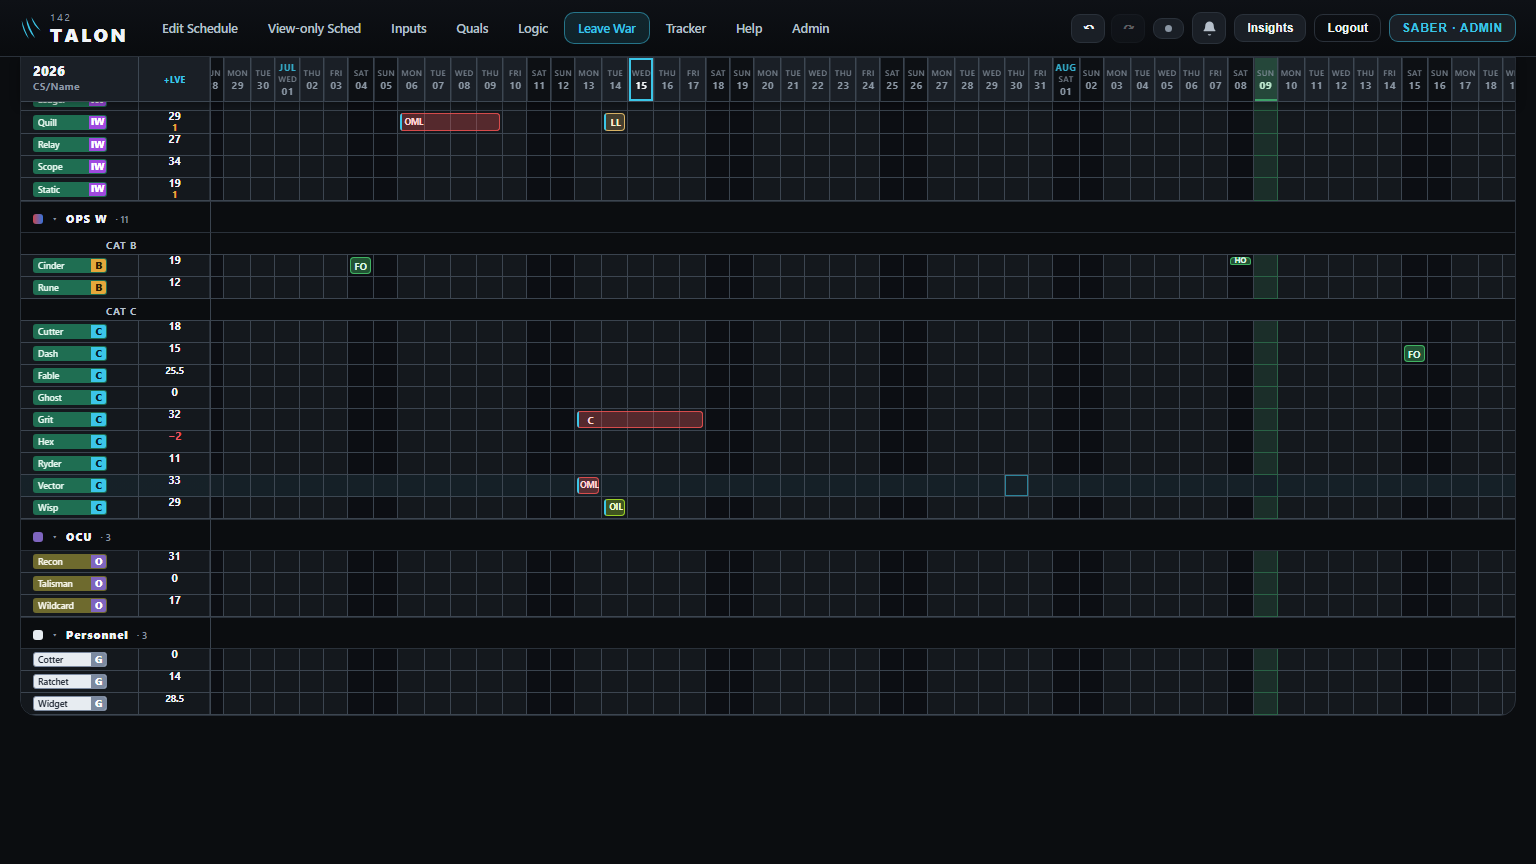 142
TALON
Edit Schedule
View-only Sched
Inputs
Quals
Logic
Leave War
Tracker
Help
Admin
Insights
Logout
SABER · ADMIN
2026
CS/Name
+LVE
MON 29
TUE 30
JUL WED 01
THU 02
FRI 03
SAT 04
SUN 05
MON 06
TUE 07
WED 08
THU 09
FRI 10
SAT 11
SUN 12
MON 13
TUE 14
WED 15
THU 16
FRI 17
SAT 18
SUN 19
MON 20
TUE 21
WED 22
THU 23
FRI 24
SAT 25
SUN 26
MON 27
TUE 28
WED 29
THU 30
FRI 31
AUG SAT 01
SUN 02
MON 03
TUE 04
WED 05
THU 06
FRI 07
SAT 08
SUN 09
MON 10
TUE 11
WED 12
THU 13
FRI 14
SAT 15
SUN 16
MON 17
TUE 18
Quill IW 29 1 OML LL
Relay IW 27
Scope IW 34
Static IW 19 1
OPS W · 11
CAT B
Cinder B 19 FO HO
Rune B 12
CAT C
Cutter C 18
Dash C 15 FO
Fable C 25.5
Ghost C 0
Grit C 32 C
Hex C −2
Ryder C 11
Vector C 33 OML
Wisp C 29 OIL
OCU · 3
Recon O 31
Talisman O 0
Wildcard O 17
Personnel · 3
Cotter G 0
Ratchet G 14
Widget G 28.5